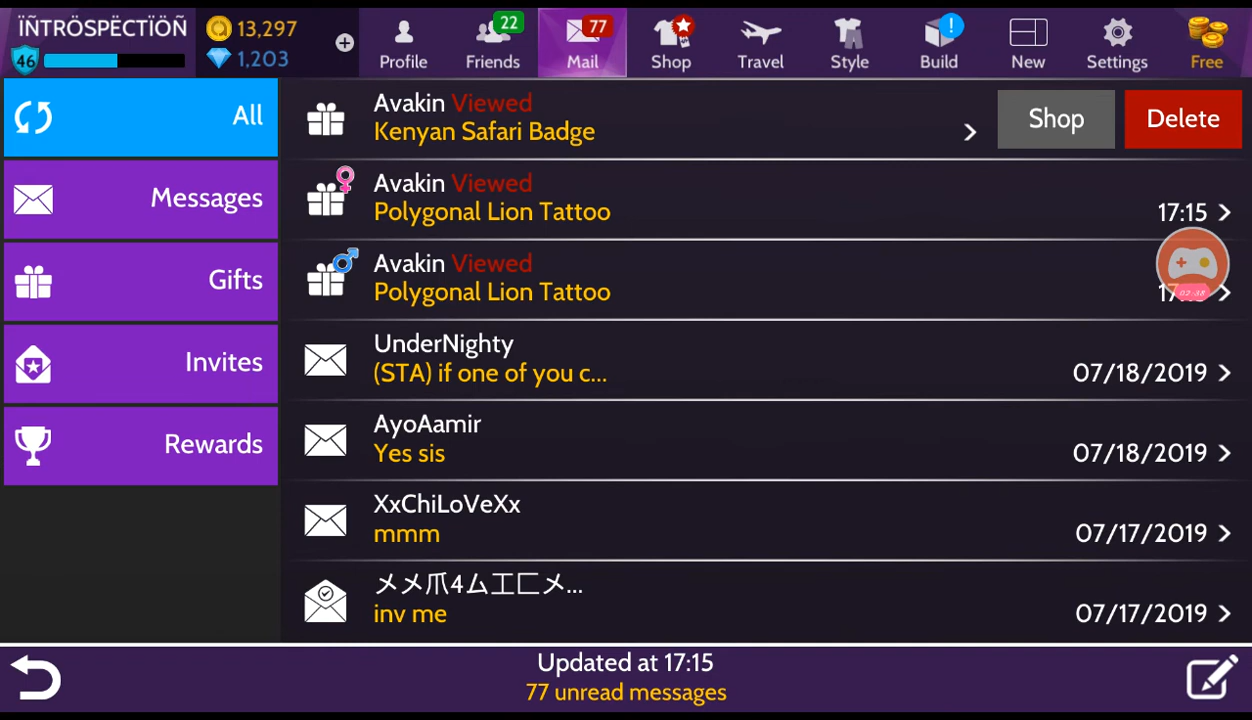 ÏÑTRÖSPËCTÏÖÑ
46
13,297
1,203
Profile
22
Friends
77
Mail
Shop
Travel
Style
Build
New
Settings
Free
All
Messages
Gifts
Invites
Rewards
Avakin Viewed
Kenyan Safari Badge
Shop
Delete
Avakin Viewed
Polygonal Lion Tattoo
17:15
Avakin Viewed
Polygonal Lion Tattoo
02:38
UnderNighty
(STA) if one of you c...
07/18/2019
AyoAamir
Yes sis
07/18/2019
XxChiLoVeXx
mmm
07/17/2019
メメ爪4ム工匚メ...
inv me
07/17/2019
Updated at 17:15
77 unread messages